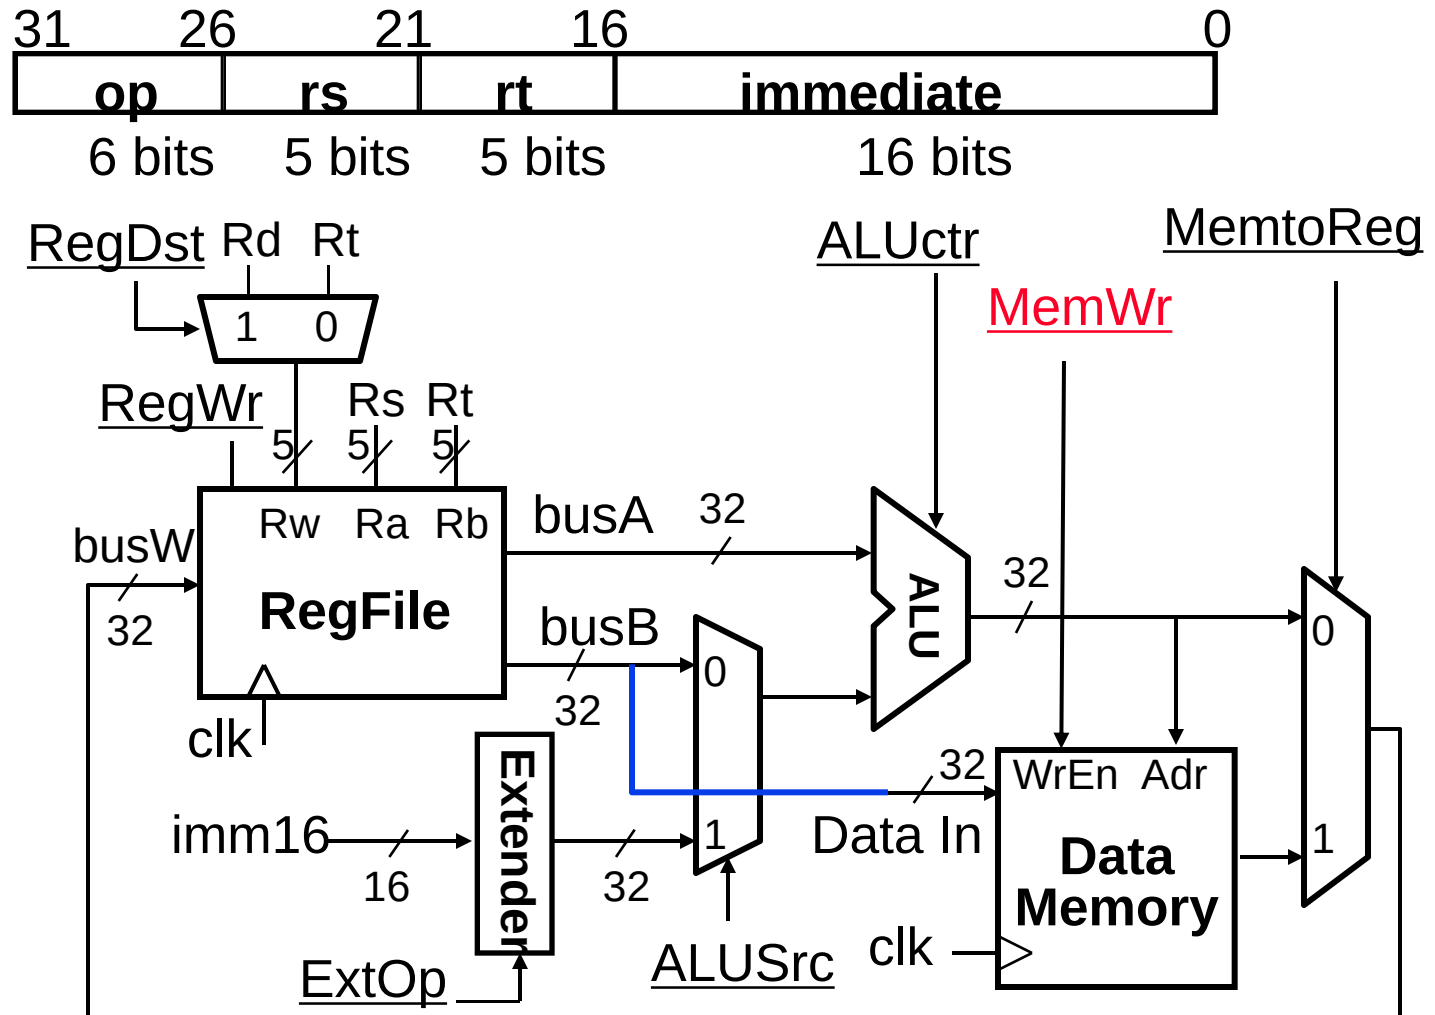 31 26 21 16 0
op rs rt immediate
6 bits 5 bits 5 bits 16 bits
RegDst Rd Rt ALUctr MemtoReg
MemWr
1 0
RegWr Rs Rt
5 5 5
Rw Ra Rb busA 32
busW
32
RegFile
ALU
32
busB
32
0
0
clk
32
WrEn Adr
Extender
imm16
16
32
1
Data In
Data
Memory
1
clk
ExtOp
ALUSrc